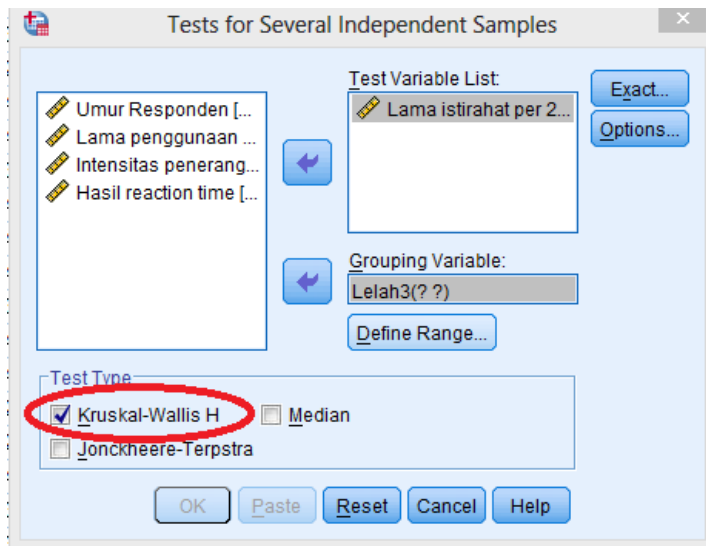 Tests for Several Independent Samples
Test Variable List:
Umur Responden [...
Lama penggunaan ...
Intensitas penerang...
Hasil reaction time [...
Lama istirahat per 2...
Exact...
Options...
Grouping Variable:
Lelah3(? ?)
Define Range...
Test Type
Kruskal-Wallis H
Median
Jonckheere-Terpstra
OK
Paste
Reset
Cancel
Help